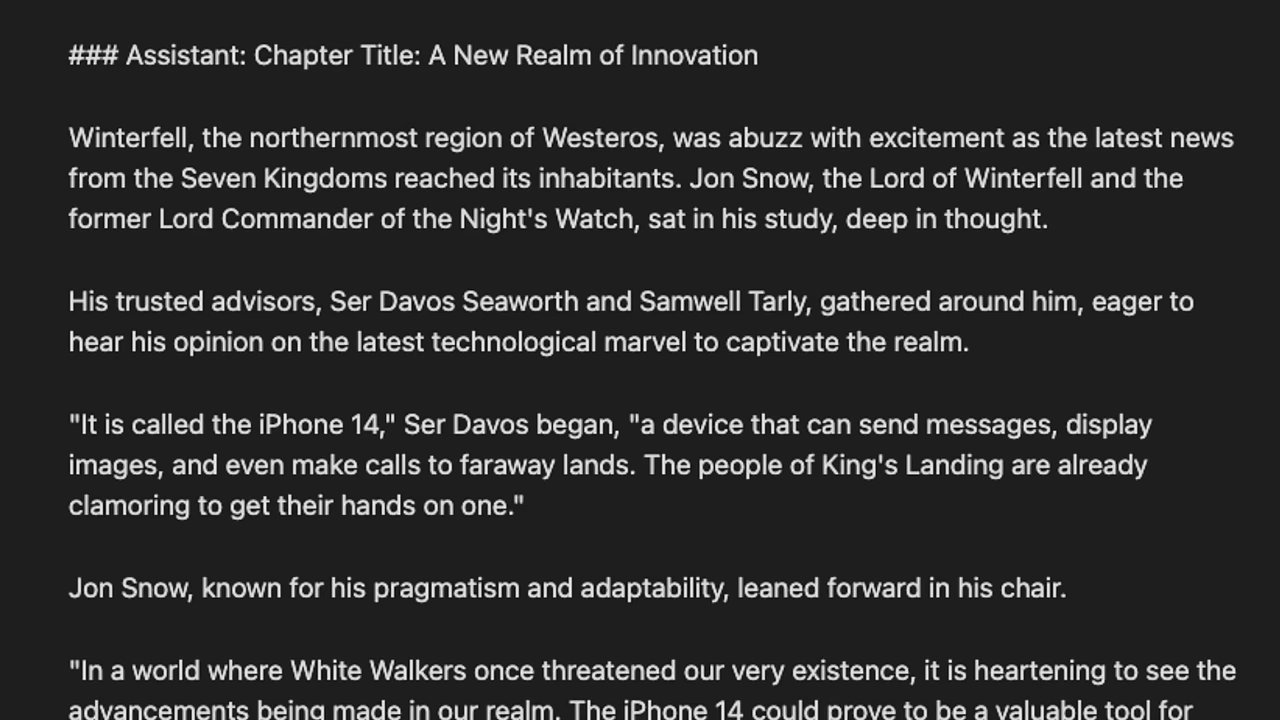 ### Assistant: Chapter Title: A New Realm of Innovation
Winterfell, the northernmost region of Westeros, was abuzz with excitement as the latest news
from the Seven Kingdoms reached its inhabitants. Jon Snow, the Lord of Winterfell and the
former Lord Commander of the Night's Watch, sat in his study, deep in thought.
His trusted advisors, Ser Davos Seaworth and Samwell Tarly, gathered around him, eager to
hear his opinion on the latest technological marvel to captivate the realm.
"It is called the iPhone 14," Ser Davos began, "a device that can send messages, display
images, and even make calls to faraway lands. The people of King's Landing are already
clamoring to get their hands on one."
Jon Snow, known for his pragmatism and adaptability, leaned forward in his chair.
"In a world where White Walkers once threatened our very existence, it is heartening to see the
advancements being made in our realm. The iPhone 14 could prove to be a valuable tool for